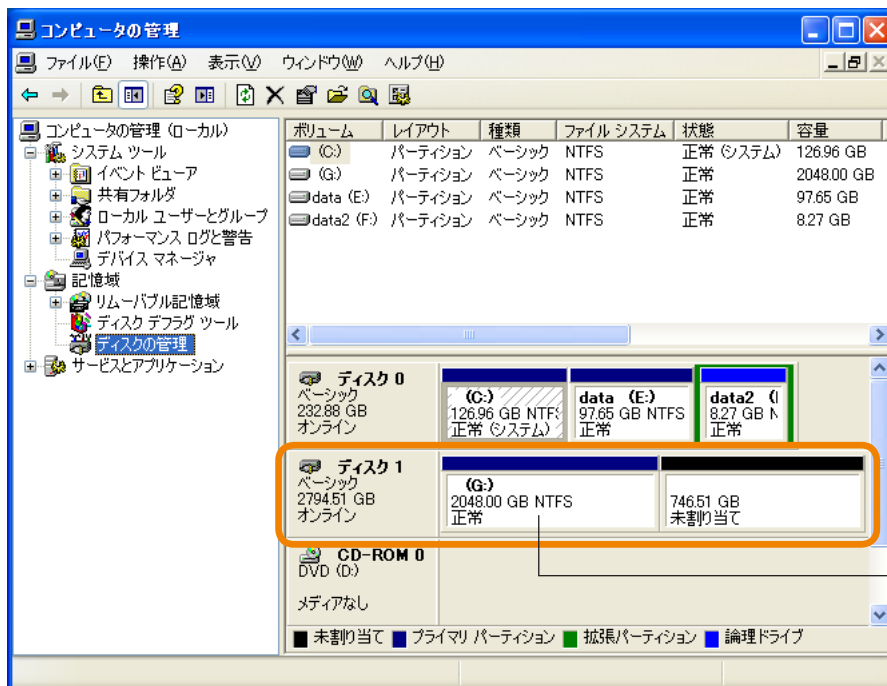 コンピュータの管理
ファイル(F) 操作(A) 表示(V) ウィンドウ(W) ヘルプ(H)
コンピュータの管理 (ローカル)
システム ツール
イベント ビューア
共有フォルダ
ローカル ユーザーとグループ
パフォーマンス ログと警告
デバイス マネージャ
記憶域
リムーバブル記憶域
ディスク デフラグ ツール
ディスクの管理
サービスとアプリケーション
ボリューム レイアウト 種類 ファイル システム 状態 容量
(C:) パーティション ベーシック NTFS 正常 (システム) 126.96 GB
(G:) パーティション ベーシック NTFS 正常 2048.00 GB
data (E:) パーティション ベーシック NTFS 正常 97.65 GB
data2 (F:) パーティション ベーシック NTFS 正常 8.27 GB
ディスク 0
ベーシック
232.88 GB
オンライン
(C:)
126.96 GB NTFS
正常 (システム)
data (E:)
97.65 GB NTFS
正常
data2 (
8.27 GB N
正常
ディスク 1
ベーシック
2794.51 GB
オンライン
(G:)
2048.00 GB NTFS
正常
746.51 GB
未割り当て
CD-ROM 0
DVD (D:)
メディアなし
未割り当て プライマリ パーティション 拡張パーティション 論理ドライブ